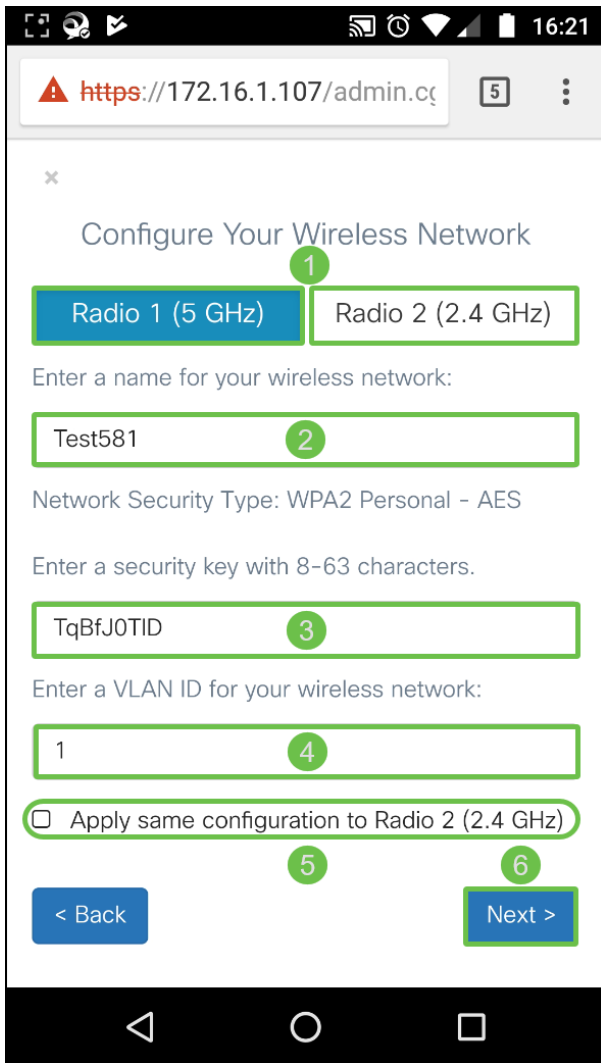 16:21
https://172.16.1.107/admin.cg
5
Configure Your Wireless Network
1
Radio 1 (5 GHz) Radio 2 (2.4 GHz)
Enter a name for your wireless network:
Test581
2
Network Security Type: WPA2 Personal - AES
Enter a security key with 8-63 characters.
TqBfJ0TlD
3
Enter a VLAN ID for your wireless network:
1
4
Apply same configuration to Radio 2 (2.4 GHz)
5
6
< Back Next >